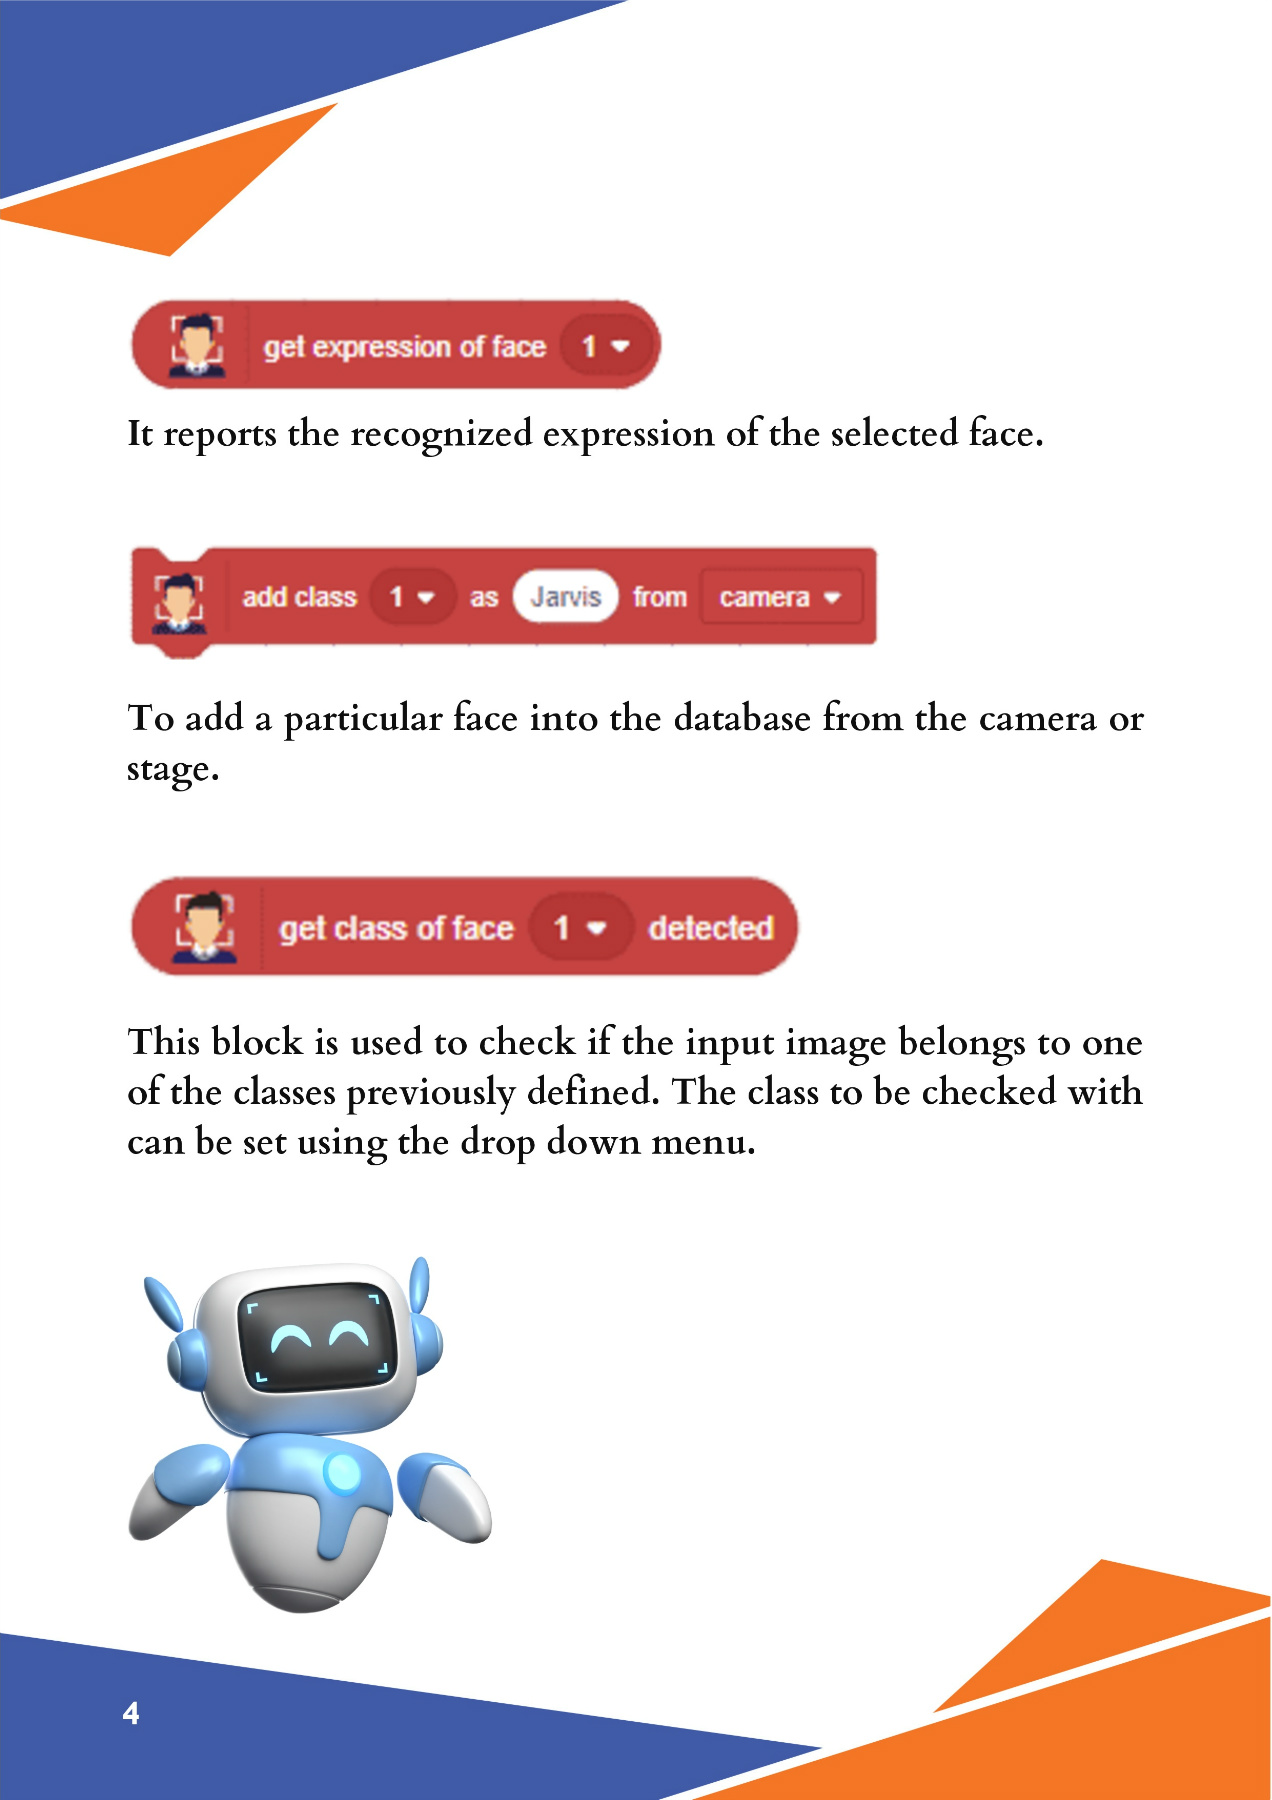 get expression of face 1
It reports the recognized expression of the selected face.
add class 1 as Jarvis from camera
To add a particular face into the database from the camera or
stage.
get class of face 1 detected
This block is used to check if the input image belongs to one
of the classes previously defined. The class to be checked with
can be set using the drop down menu.
4